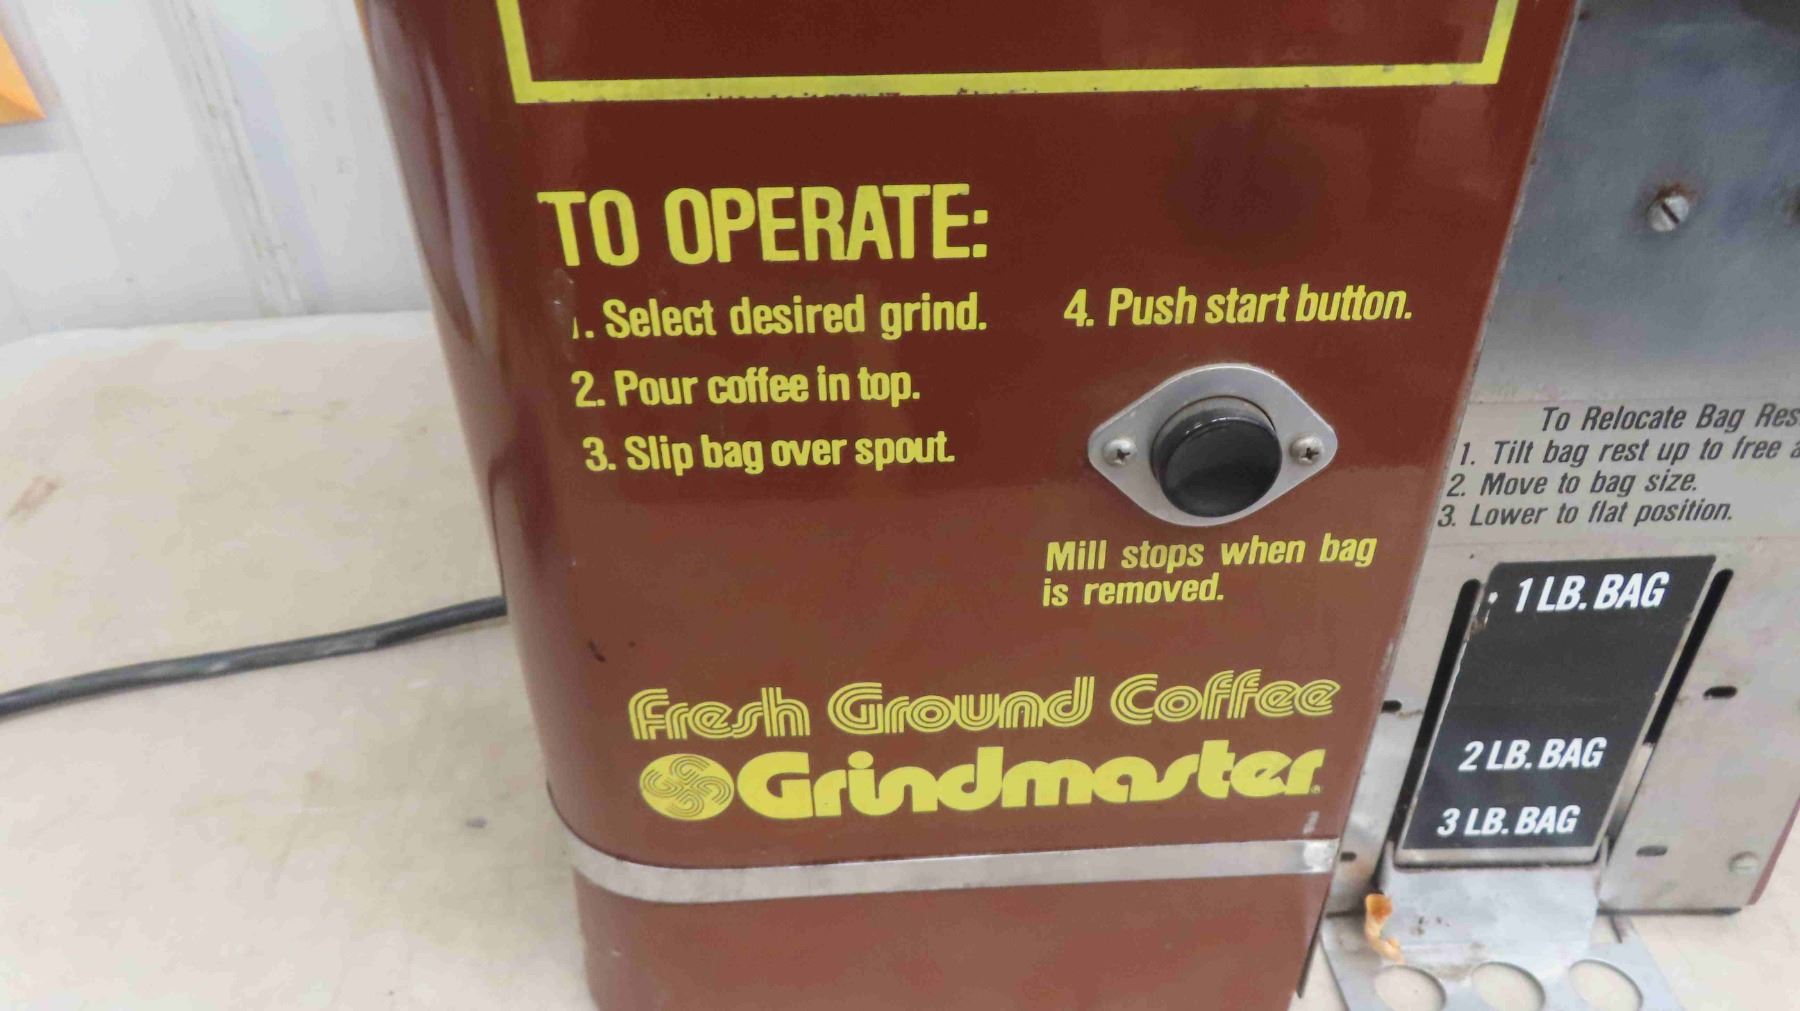 TO OPERATE:
1. Select desired grind.
2. Pour coffee in top.
3. Slip bag over spout.
4. Push start button.
Mill stops when bag
is removed.
Fresh Ground Coffee
Grindmaster®
To Relocate Bag
1. Tilt bag rest up to free
2. Move to bag size.
3. Lower to flat position.
1 LB. BAG
2 LB. BAG
3 LB. BAG